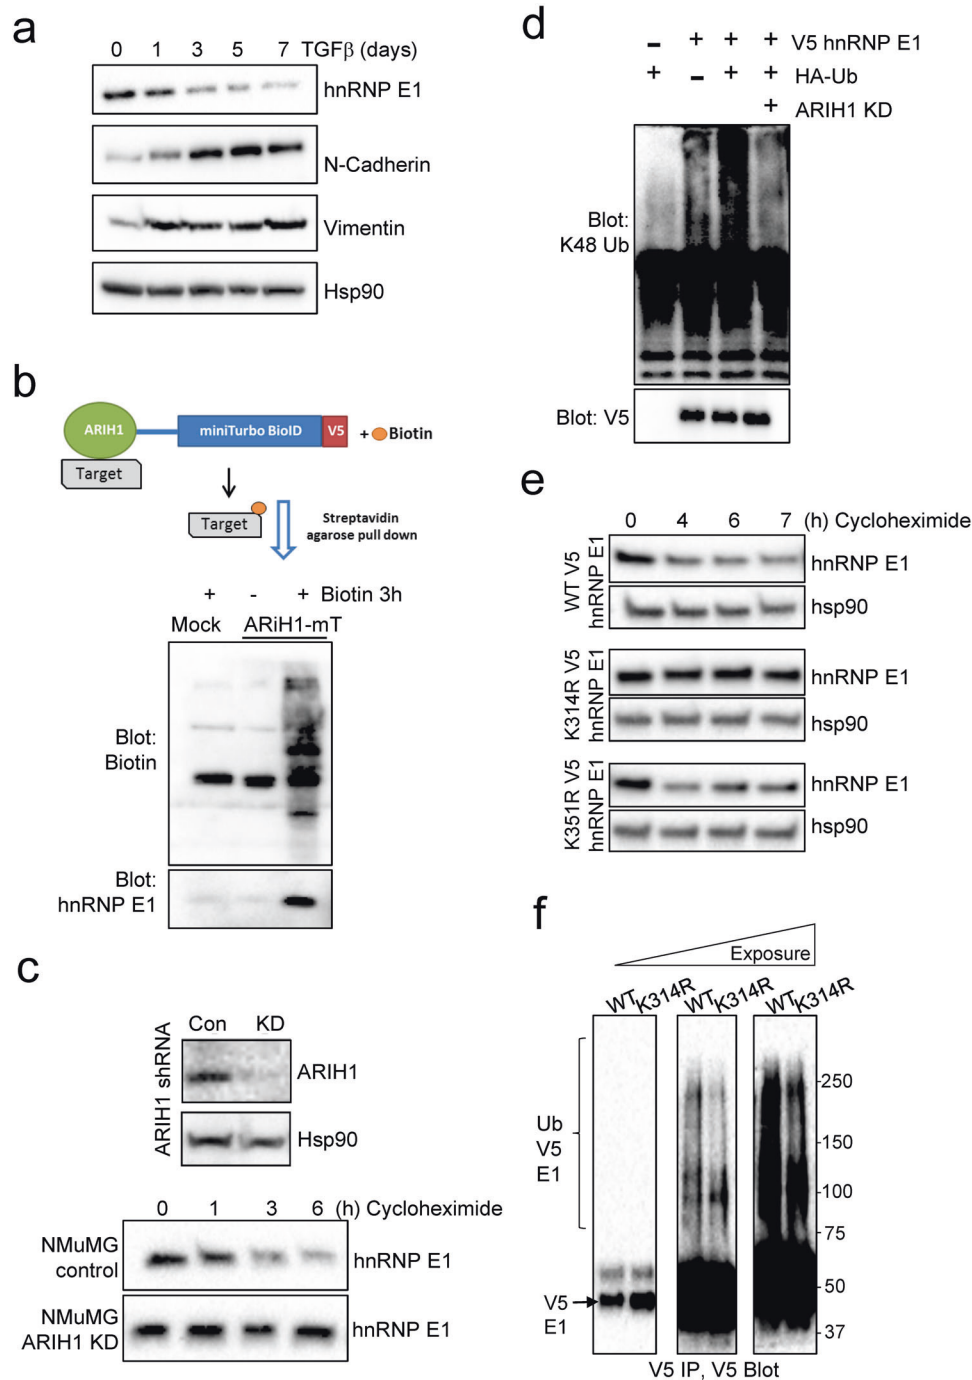 a
0 1 3 5 7 TGFβ (days)
hnRNP E1
N-Cadherin
Vimentin
Hsp90
b
ARIH1
miniTurbo BioID
V5
+ Biotin
Target
Target
Streptavidin
agarose pull down
+ - + Biotin 3h
Mock ARiH1-mT
Blot:
Biotin
Blot:
hnRNP E1
c
ARIH1 shRNA
Con KD
ARIH1
Hsp90
0 1 3 6 (h) Cycloheximide
NMuMG
control
hnRNP E1
NMuMG
ARIH1 KD
hnRNP E1
d
- + + + V5 hnRNP E1
+ - + + HA-Ub
+ ARIH1 KD
Blot:
K48 Ub
Blot: V5
e
0 4 6 7 (h) Cycloheximide
WT V5
hnRNP E1
hnRNP E1
hsp90
K314R V5
hnRNP E1
hnRNP E1
hsp90
K351R V5
hnRNP E1
hnRNP E1
hsp90
f
Exposure
WT K314R WT K314R WT K314R
Ub
V5
E1
V5
E1
250
150
100
75
50
37
V5 IP, V5 Blot